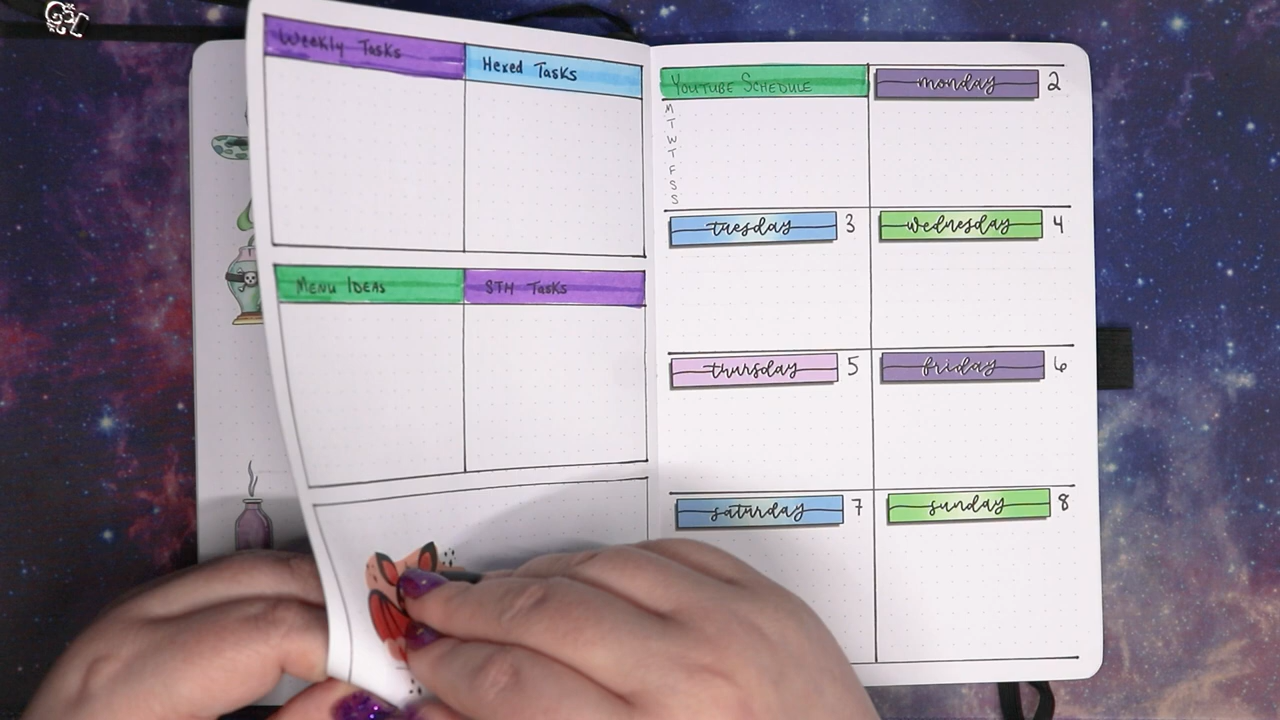 Weekly Tasks
Hexed Tasks
Menu Ideas
STH Tasks
YouTube Schedule
M
T
W
T
F
S
S
monday 2
tuesday 3
wednesday 4
thursday 5
friday 6
saturday 7
sunday 8